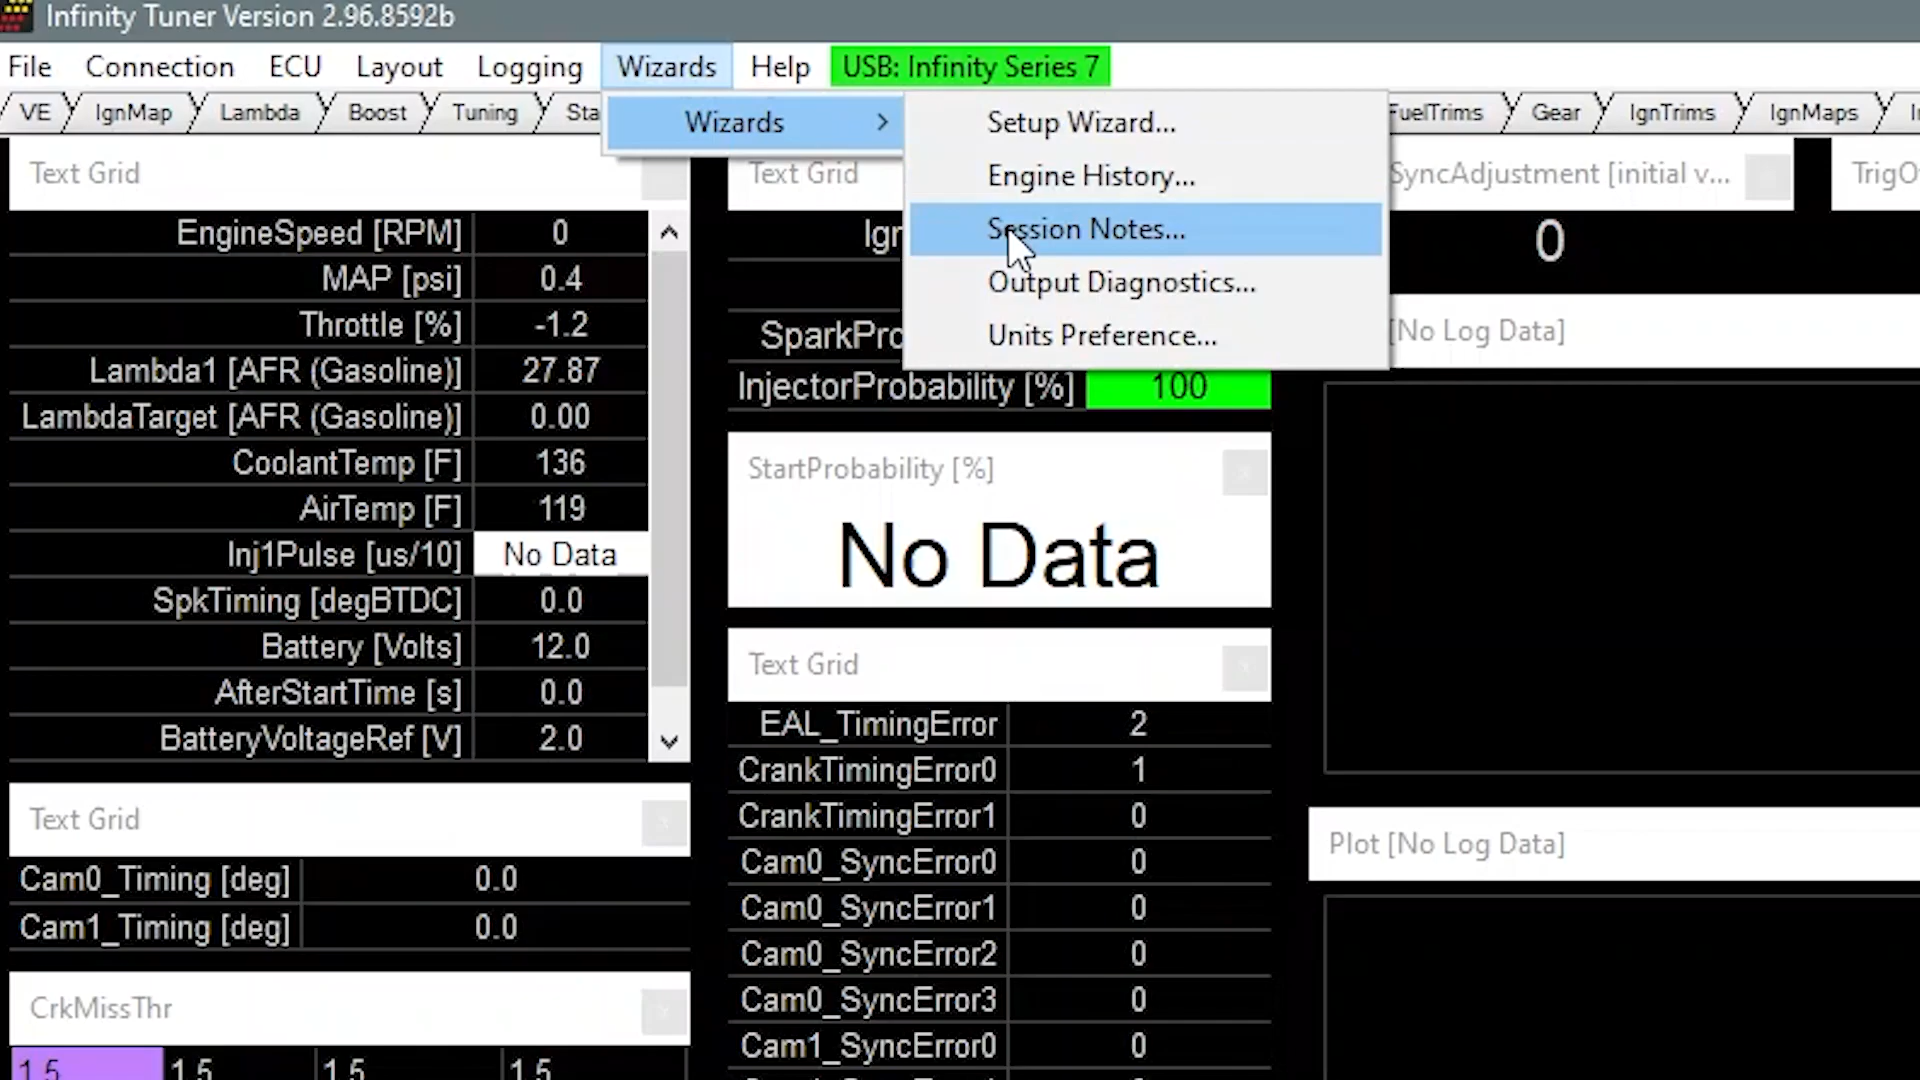 Infinity Tuner Version 2.96.8592b
File Connection ECU Layout Logging Wizards Help USB: Infinity Series 7
VE IgnMap Lambda Boost Tuning Sta FuelTrims Gear IgnTrims IgnMaps
Wizards
Setup Wizard...
Engine History...
Session Notes...
Output Diagnostics...
Units Preference...
Text Grid
EngineSpeed [RPM] 0
MAP [psi] 0.4
Throttle [%] -1.2
Lambda1 [AFR (Gasoline)] 27.87
LambdaTarget [AFR (Gasoline)] 0.00
CoolantTemp [F] 136
AirTemp [F] 119
Inj1Pulse [us/10] No Data
SpkTiming [degBTDC] 0.0
Battery [Volts] 12.0
AfterStartTime [s] 0.0
BatteryVoltageRef [V] 2.0
Text Grid
Cam0_Timing [deg] 0.0
Cam1_Timing [deg] 0.0
CrkMissThr
1.5 1.5 1.5 1.5
Text Grid
Ign
SparkPro
InjectorProbability [%] 100
StartProbability [%]
No Data
Text Grid
EAL_TimingError 2
CrankTimingError0 1
CrankTimingError1 0
Cam0_SyncError0 0
Cam0_SyncError1 0
Cam0_SyncError2 0
Cam0_SyncError3 0
Cam1_SyncError0 0
SyncAdjustment [initial v...
0
TrigO
[No Log Data]
Plot [No Log Data]